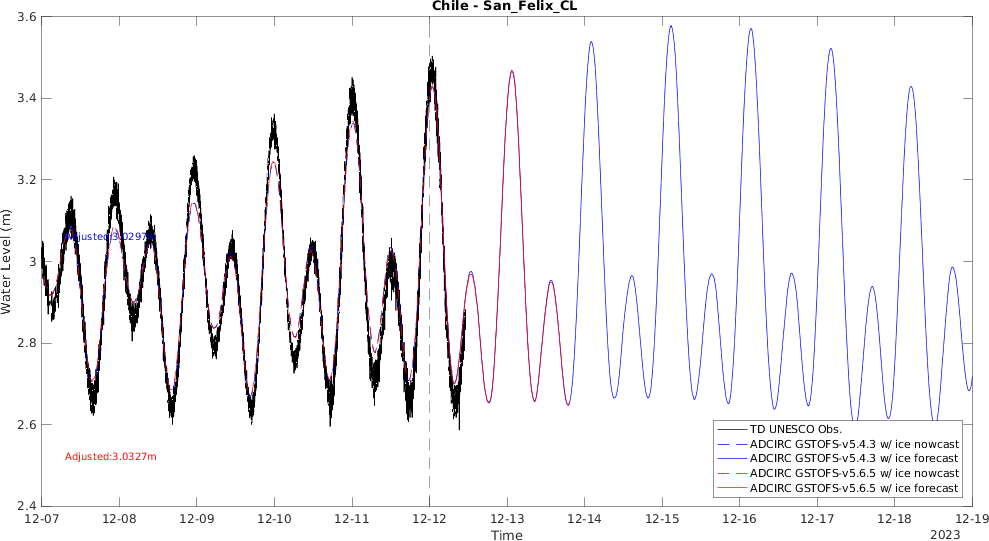 Chile - San_Felix_CL
3.6
3.4
3.2
3
2.8
2.6
2.4
Water Level (m)
Adjusted:3.0297m
Adjusted:3.0327m
TD UNESCO Obs.
ADCIRC GSTOFS-v5.4.3 w/ ice nowcast
ADCIRC GSTOFS-v5.4.3 w/ ice forecast
ADCIRC GSTOFS-v5.6.5 w/ ice nowcast
ADCIRC GSTOFS-v5.6.5 w/ ice forecast
12-07 12-08 12-09 12-10 12-11 12-12 12-13 12-14 12-15 12-16 12-17 12-18 12-19
Time
2023